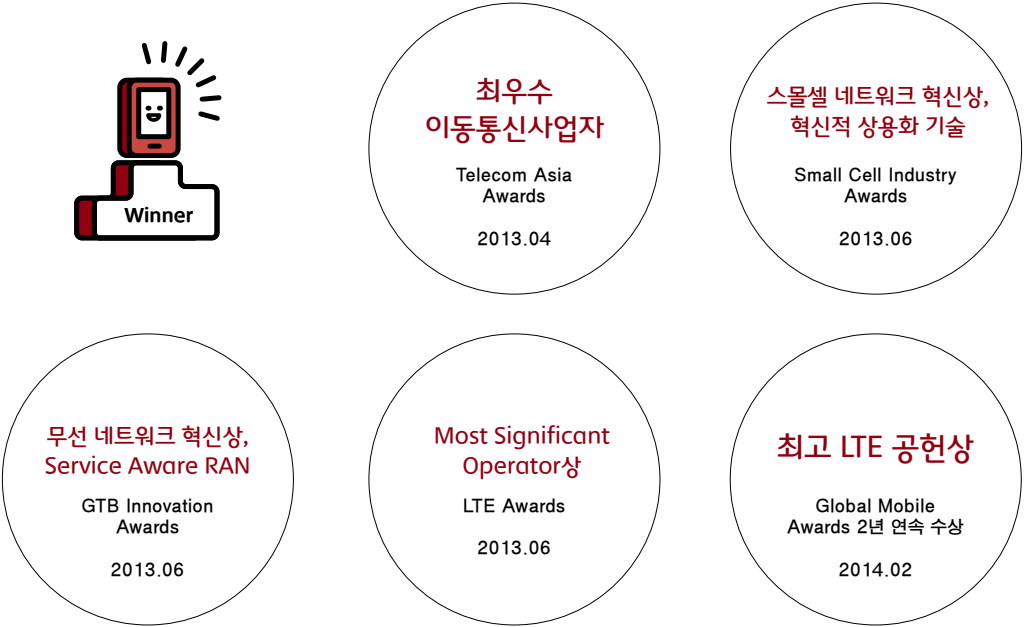 Winner
최우수
이동통신사업자
Telecom Asia
Awards
2013.04
스몰셀 네트워크 혁신상,
혁신적 상용화 기술
Small Cell Industry
Awards
2013.06
무선 네트워크 혁신상,
Service Aware RAN
GTB Innovation
Awards
2013.06
Most Significant
Operator상
LTE Awards
2013.06
최고 LTE 공헌상
Global Mobile
Awards 2년 연속 수상
2014.02